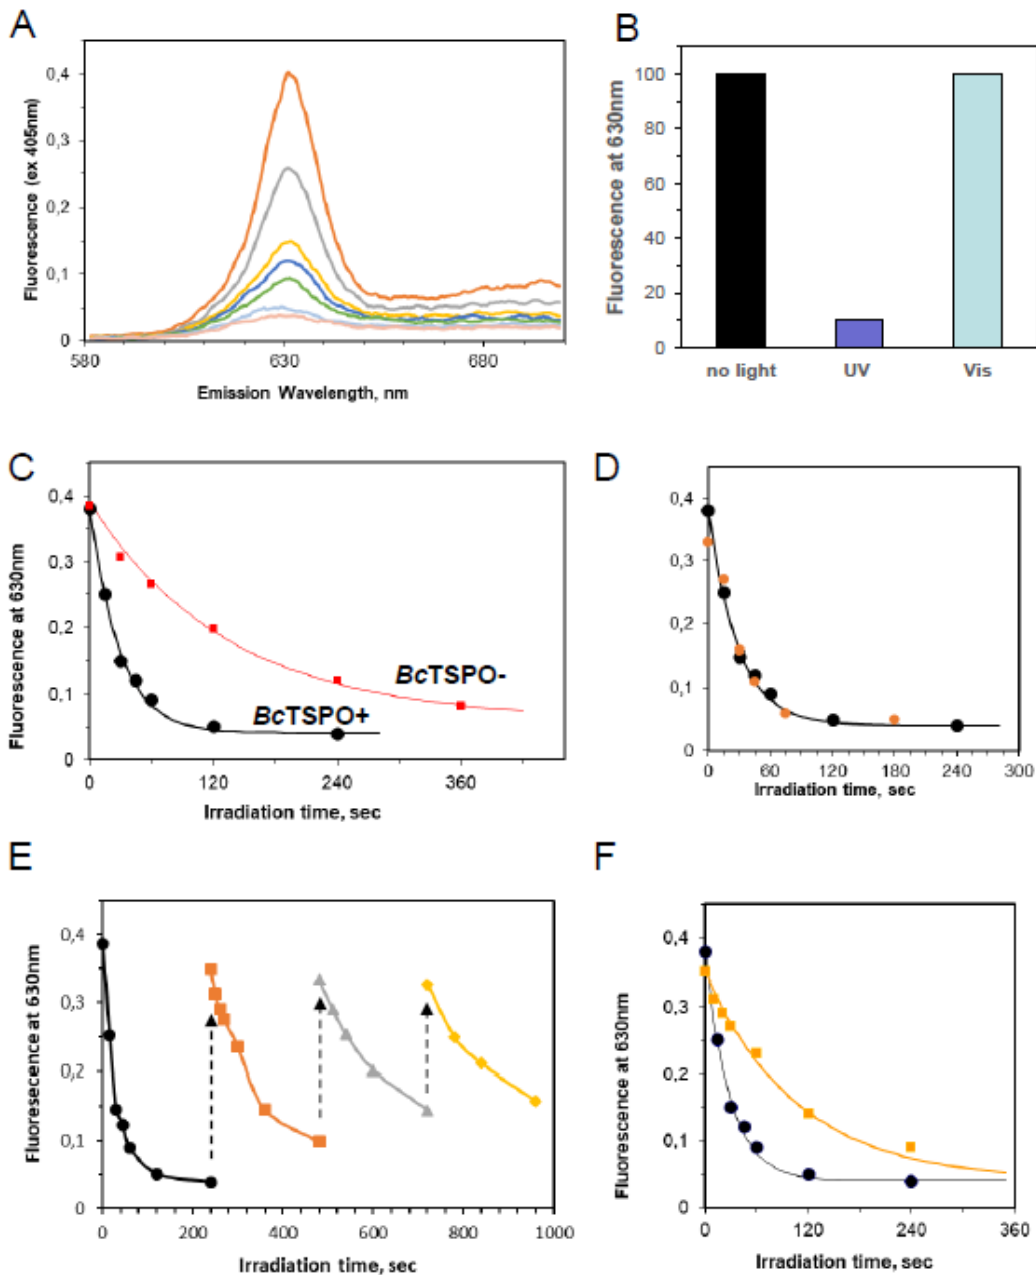 A
Fluorescence (ex 405nm)
0,4
0,3
0,2
0,1
0
580
630
680
Emission Wavelength, nm
B
Fluorescence at 630nm
100
80
60
40
20
0
no light
UV
Vis
C
Fluorescence at 630nm
0,4
0,3
0,2
0,1
0
BcTSPO-
BcTSPO+
0
120
240
360
Irradiation time, sec
D
0,4
0,3
0,2
0,1
0
0
60
120
180
240
300
Irradiation time, sec
E
Fluoresecence at 630nm
0,4
0,3
0,2
0,1
0
0
200
400
600
800
1000
Irradiation time, sec
F
Fluorescence at 630nm
0,4
0,3
0,2
0,1
0
0
120
240
360
Irradiation time, sec